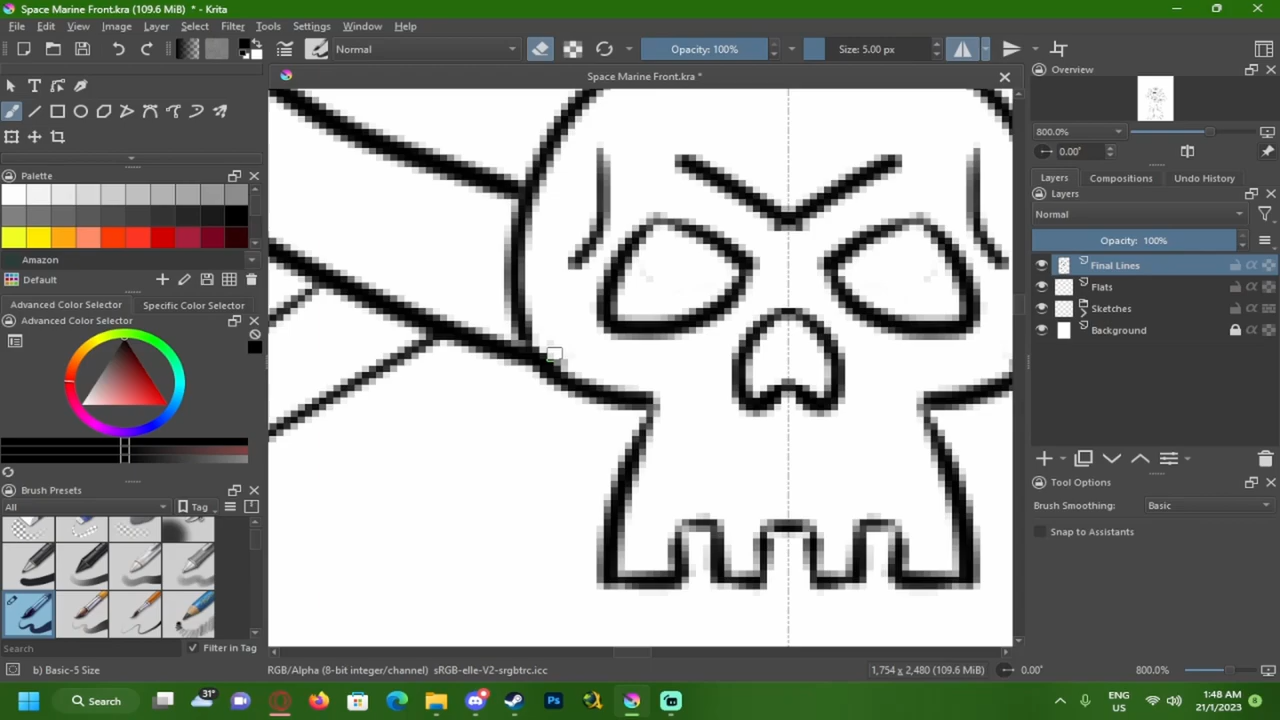 Space Marine Front.kra (109.6 MiB) * - Krita
File Edit View Image Layer Select Filter Tools Settings Window Help
Normal Opacity: 100% Size: 5.00 px
Space Marine Front.kra *
Overview
800.0%
0.00°
Layers Compositions Undo History
Layers
Normal
Opacity: 100%
Final Lines
Flats
Sketches
Background
Tool Options
Brush Smoothing: Basic
Snap to Assistants
Palette
Amazon
Default
Advanced Color Selector Specific Color Selector
Advanced Color Selector
Brush Presets
All Tag
Search Filter in Tag
b) Basic-5 Size RGB/Alpha (8-bit integer/channel) sRGB-elle-V2-srgbtrc.icc 1,754 x 2,480 (109.6 MiB) 0.00° 800.0%
Search 31° Ps ENG US 1:48 AM 21/1/2023 8